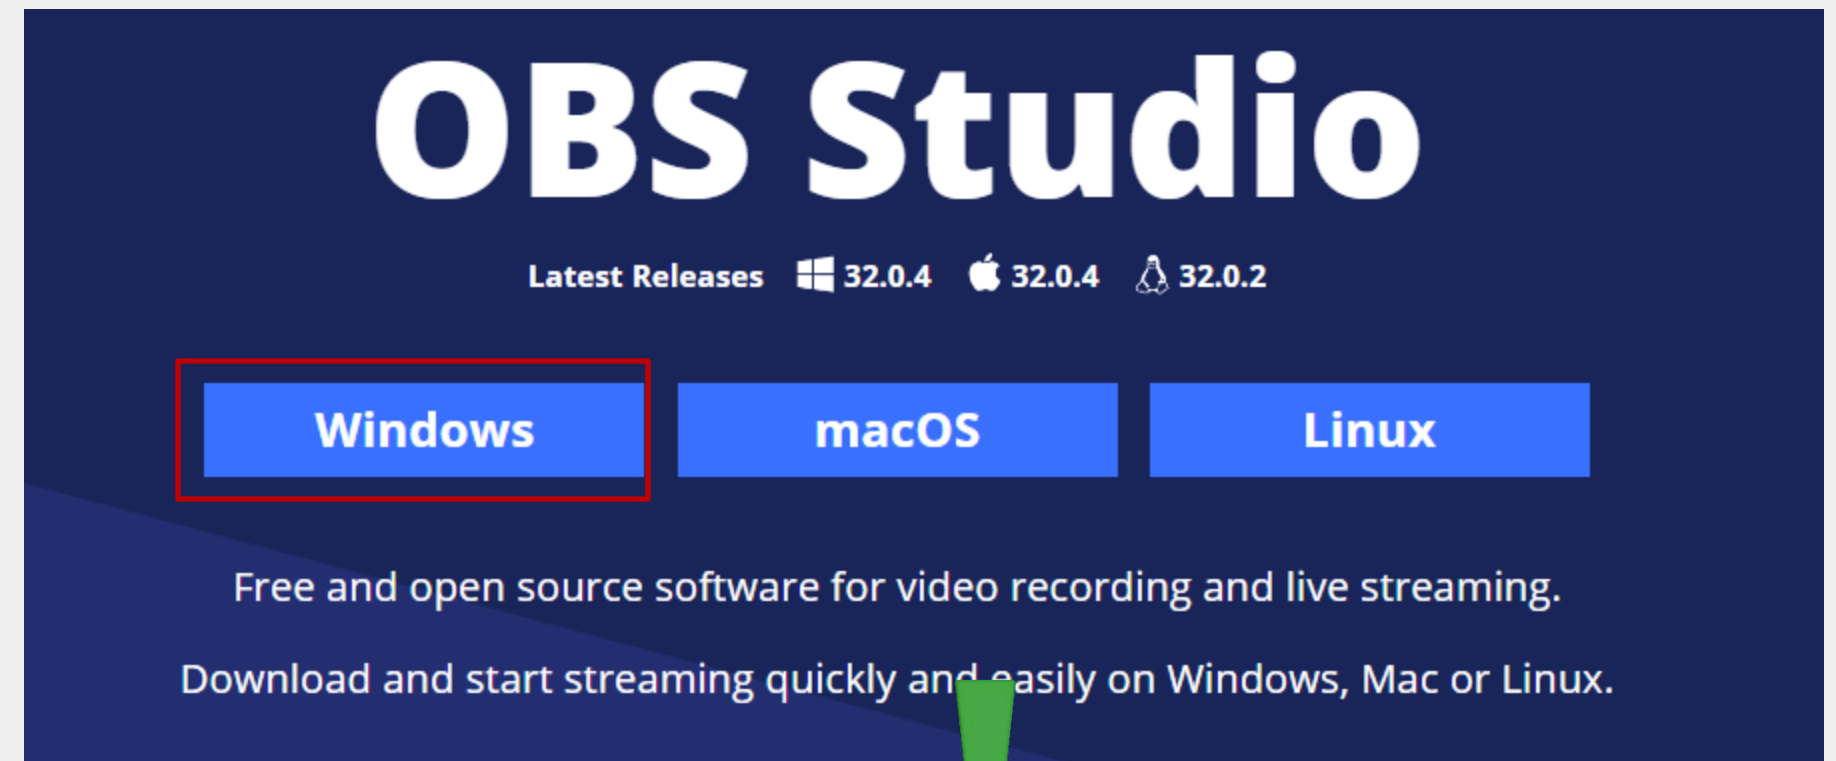 OBS Studio
Latest Releases 32.0.4 32.0.4 32.0.2
Windows macOS Linux
Free and open source software for video recording and live streaming.
Download and start streaming quickly and easily on Windows, Mac or Linux.